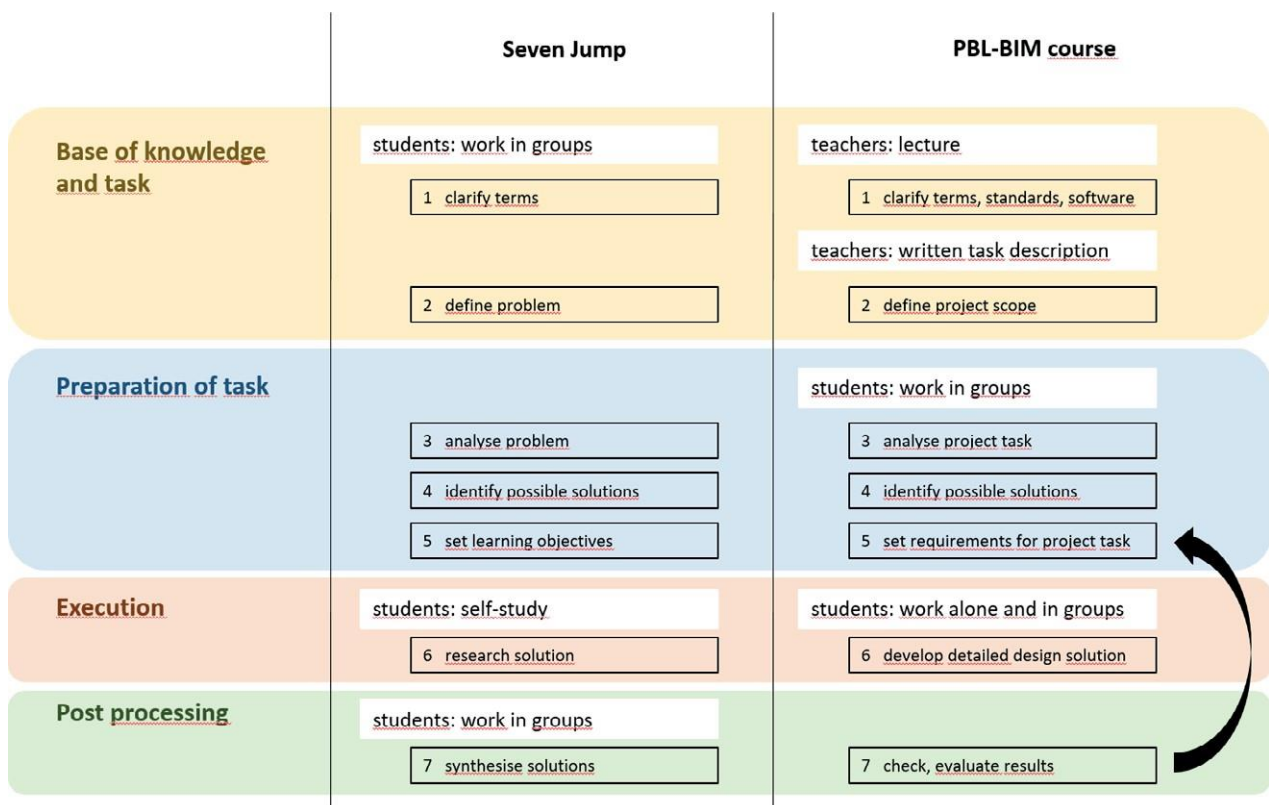 Seven Jump
PBL-BIM course
Base of knowledge
and task
students: work in groups
teachers: lecture
1 clarify terms
1 clarify terms, standards, software
teachers: written task description
2 define problem
2 define project scope
Preparation of task
students: work in groups
3 analyse problem
3 analyse project task
4 identify possible solutions
4 identify possible solutions
5 set learning objectives
5 set requirements for project task
Execution
students: self-study
students: work alone and in groups
6 research solution
6 develop detailed design solution
Post processing
students: work in groups
7 synthesise solutions
7 check, evaluate results